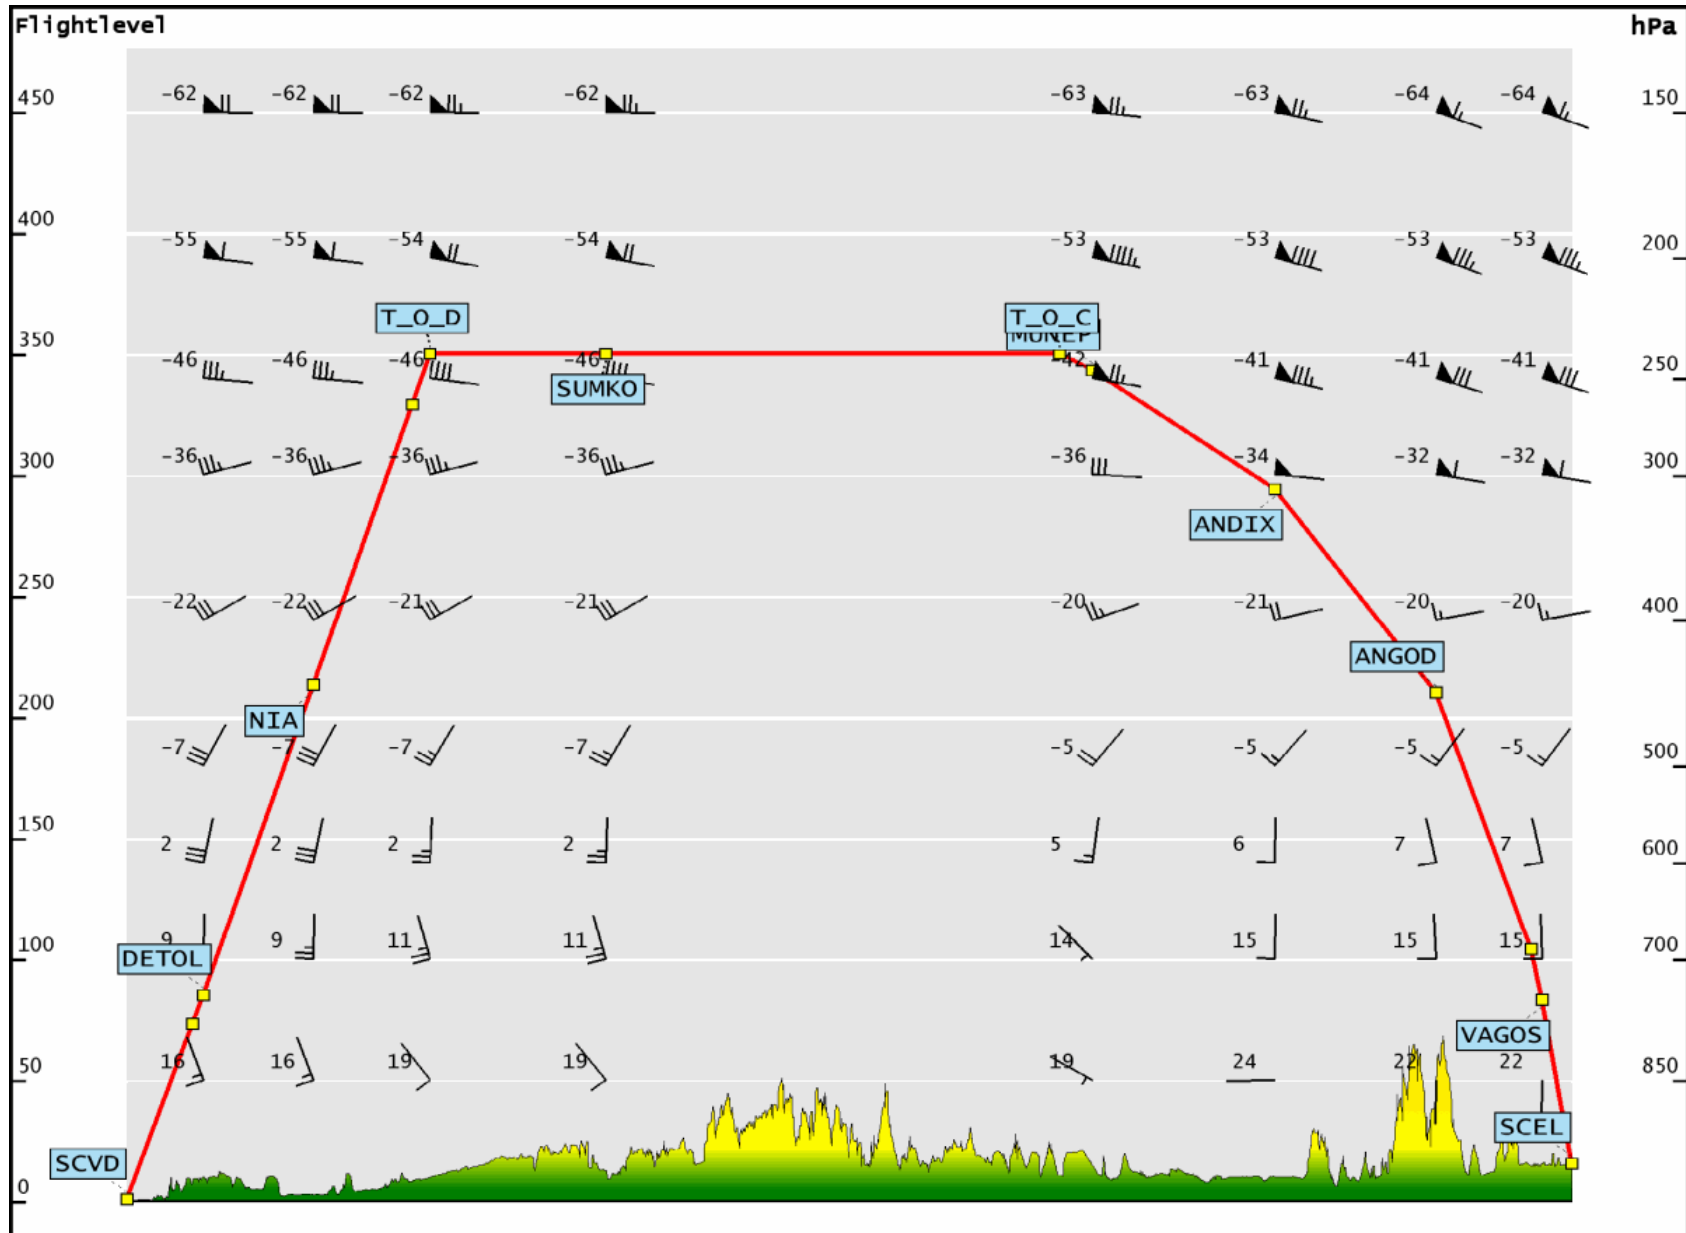 Flightlevel hPa
-62 -62 -62 -62 -63 -63 -64 -64
450 150
400
-55 -55 -54 -54 -53 -53 -53 -53
200
T_O_D T_O_C
MUNEP
350
-46 -46 -46 -46 -42 -41 -41 -41
250
SUMKO
-36 -36 -36 -36 -36 -34 -32 -32
300 300
ANDIX
250
-22 -22 -21 -21 -20 -21 -20 -20
400
ANGOD
200
NIA
-7 -7 -7 -7 -5 -5 -5 -5
500
150
2 2 2 2 5 6 7 7
600
9 9 11 11 14 15 15 15
100 700
DETOL
VAGOS
16 16 19 19 19 24 22 22
50 850
SCEL
SCVD
0